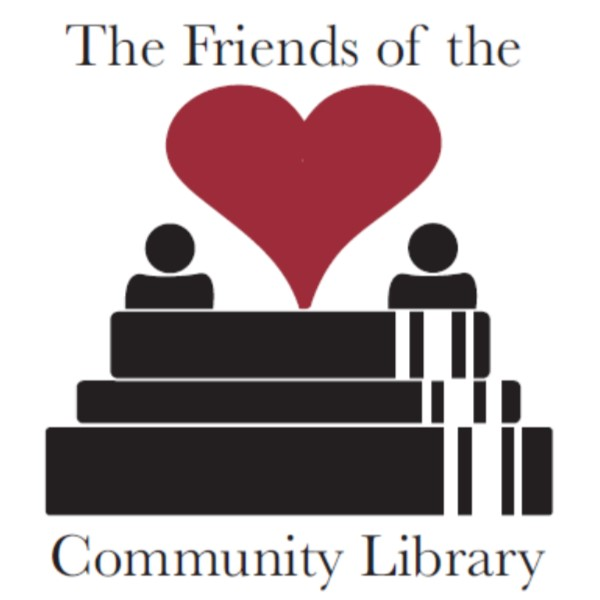 The Friends of the
Community Library